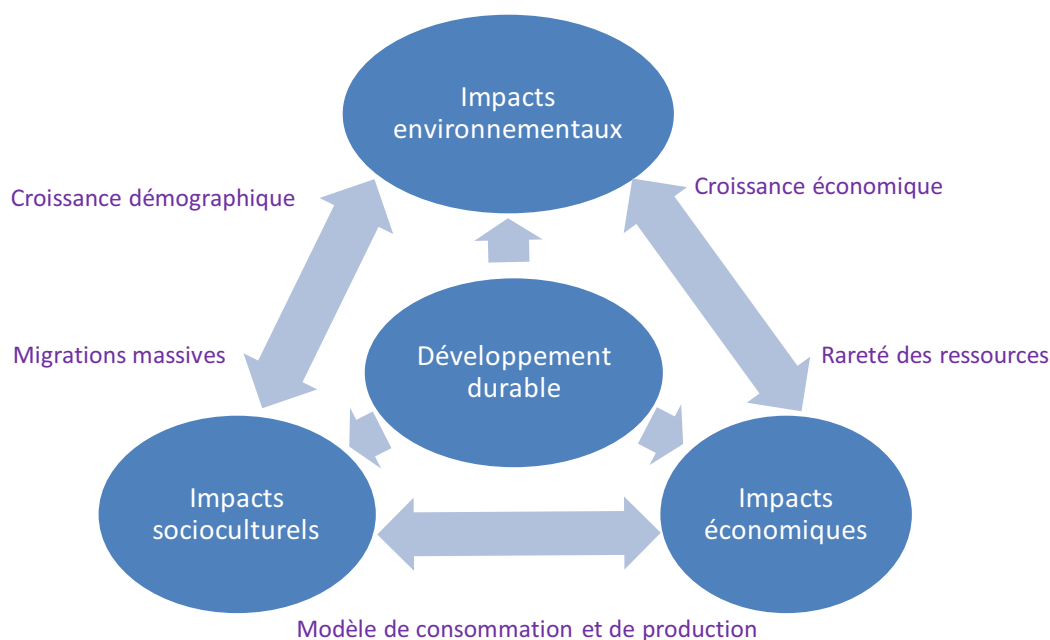 Impacts
environnementaux
Croissance démographique
Croissance économique
Migrations massives
Développement
durable
Rareté des ressources
Impacts
socioculturels
Impacts
économiques
Modèle de consommation et de production